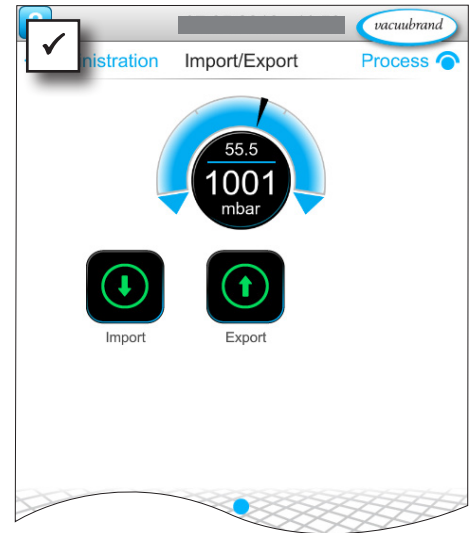 vacuubrand
nistration Import/Export Process
55.5
1001
mbar
Import Export